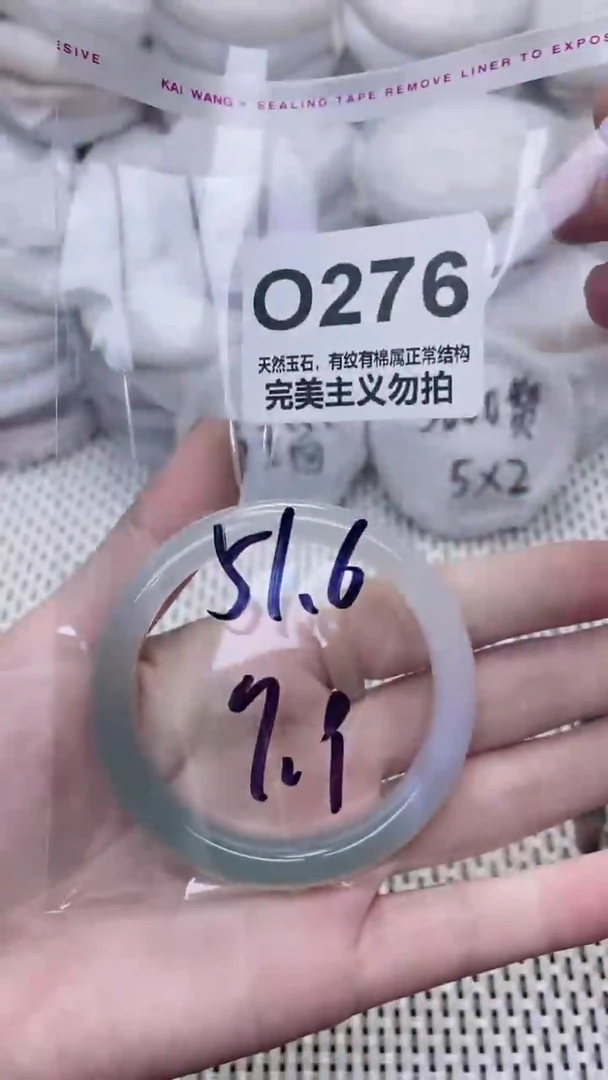 ESIVE
KAI WANG - SEALING TAPE REMOVE LINER TO EXPOS
O276
天然玉石，有纹有棉属正常结构
完美主义勿拍
5X2
51.6
7.9